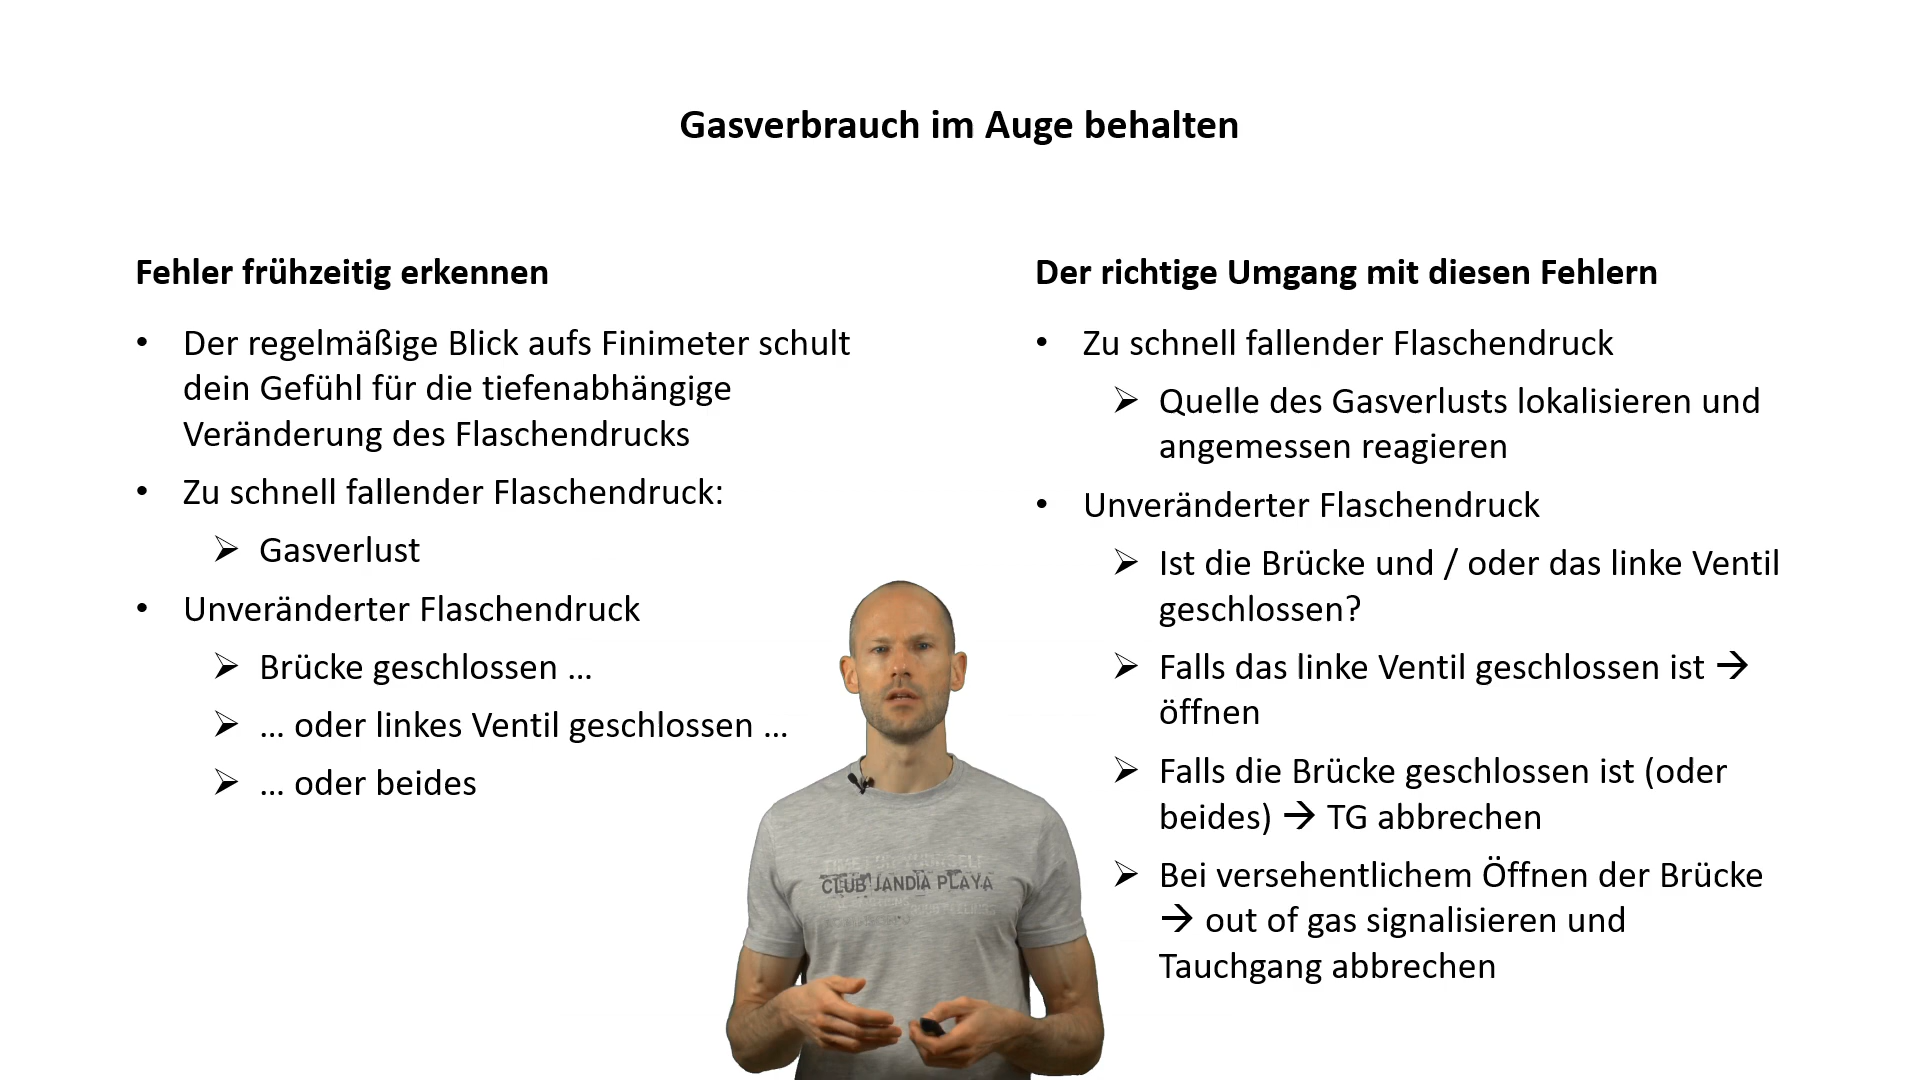 Gasverbrauch im Auge behalten
Fehler frühzeitig erkennen
• Der regelmäßige Blick aufs Finimeter schult
dein Gefühl für die tiefenabhängige
Veränderung des Flaschendrucks
• Zu schnell fallender Flaschendruck:
➢ Gasverlust
• Unveränderter Flaschendruck
➢ Brücke geschlossen …
➢ … oder linkes Ventil geschlossen …
➢ … oder beides
Der richtige Umgang mit diesen Fehlern
• Zu schnell fallender Flaschendruck
➢ Quelle des Gasverlusts lokalisieren und
angemessen reagieren
• Unveränderter Flaschendruck
➢ Ist die Brücke und / oder das linke Ventil
geschlossen?
➢ Falls das linke Ventil geschlossen ist →
öffnen
➢ Falls die Brücke geschlossen ist (oder
beides) → TG abbrechen
➢ Bei versehentlichem Öffnen der Brücke
→ out of gas signalisieren und
Tauchgang abbrechen
CLUB JANDIA PLAYA